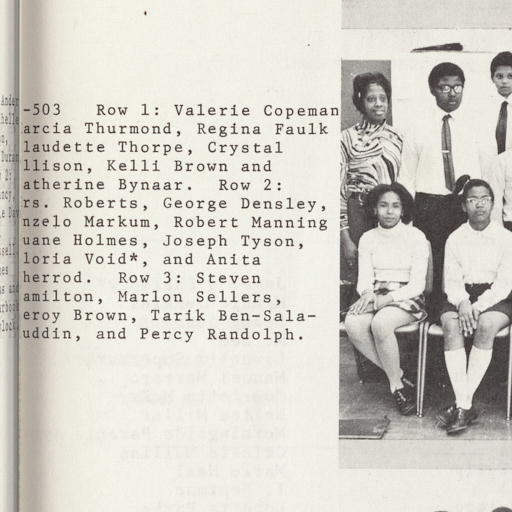 -503 Row 1: Valerie Copeman
arcia Thurmond, Regina Faulk
laudette Thorpe, Crystal
llison, Kelli Brown and
atherine Bynaar. Row 2:
rs. Roberts, George Densley,
nzelo Markum, Robert Manning
uane Holmes, Joseph Tyson,
loria Void*, and Anita
herrod. Row 3: Steven
amilton, Marlon Sellers,
eroy Brown, Tarik Ben-Sala-
uddin, and Percy Randolph.